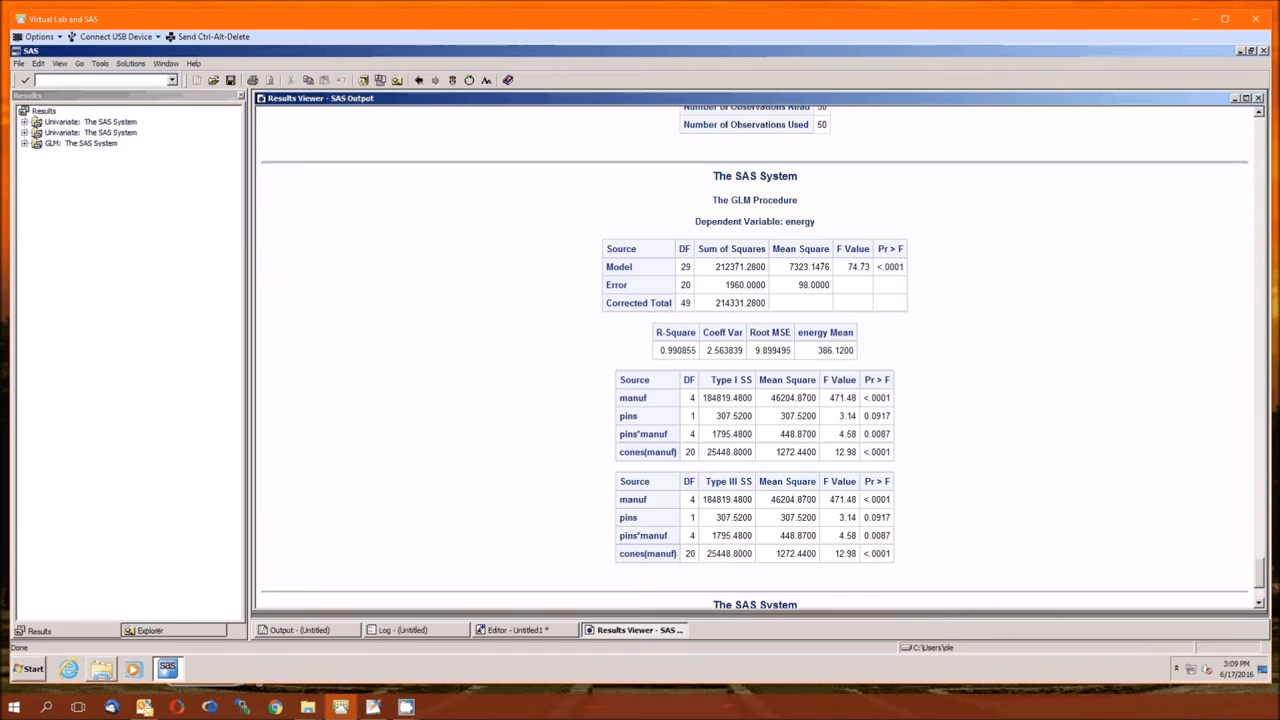 Virtual Lab and SAS
Options Connect USB Device Send Ctrl-Alt-Delete
SAS
File Edit View Go Tools Solutions Window Help
Results
Results Viewer - SAS Output
Results
Univariate: The SAS System
Univariate: The SAS System
GLM: The SAS System
Number of Observations Read 50
Number of Observations Used 50
The SAS System
The GLM Procedure
Dependent Variable: energy
Source DF Sum of Squares Mean Square F Value Pr > F
Model 29 212371.2800 7323.1476 74.73 <.0001
Error 20 1960.0000 98.0000
Corrected Total 49 214331.2800
R-Square Coeff Var Root MSE energy Mean
0.990855 2.563839 9.899495 386.1200
Source DF Type I SS Mean Square F Value Pr > F
manuf 4 184819.4800 46204.8700 471.48 <.0001
pins 1 307.5200 307.5200 3.14 0.0917
pins*manuf 4 1795.4800 448.8700 4.58 0.0087
cones(manuf) 20 25448.8000 1272.4400 12.98 <.0001
Source DF Type III SS Mean Square F Value Pr > F
manuf 4 184819.4800 46204.8700 471.48 <.0001
pins 1 307.5200 307.5200 3.14 0.0917
pins*manuf 4 1795.4800 448.8700 4.58 0.0087
cones(manuf) 20 25448.8000 1272.4400 12.98 <.0001
The SAS System
Results Explorer
Output - (Untitled) Log - (Untitled) Editor - Untitled1 * Results Viewer - SAS ...
Done C:\Users\ple
Start sas
3:09 PM
6/17/2016